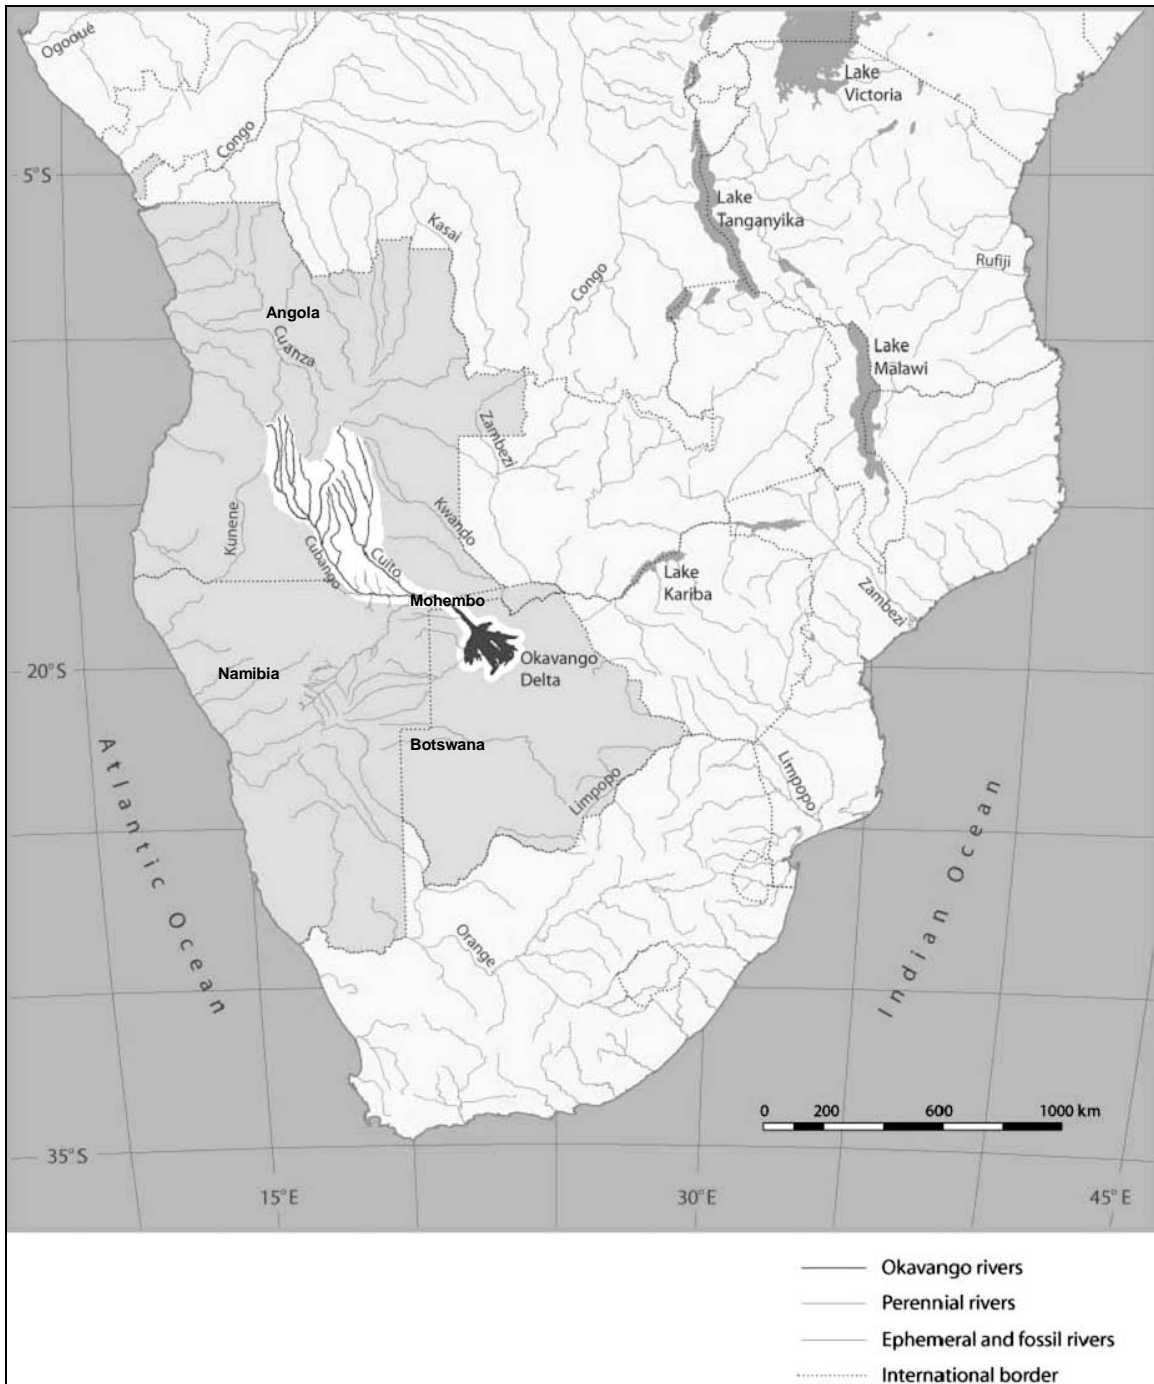 Ogooué
Congo
Lake
Victoria
5°S
Lake
Tanganyika
Kasai
Rufiji
Congo
Angola
Cuanza
Lake
Malawi
Zambezi
Kunene
Kwando
Cubango
Cuito
Lake
Kariba
Zambezi
Mohembo
20°S
Namibia
Okavango
Delta
Botswana
Limpopo
Limpopo
Atlantic Ocean
Indian Ocean
Orange
0 200 600 1000 km
35°S
15°E 30°E 45°E
Okavango rivers
Perennial rivers
Ephemeral and fossil rivers
International border